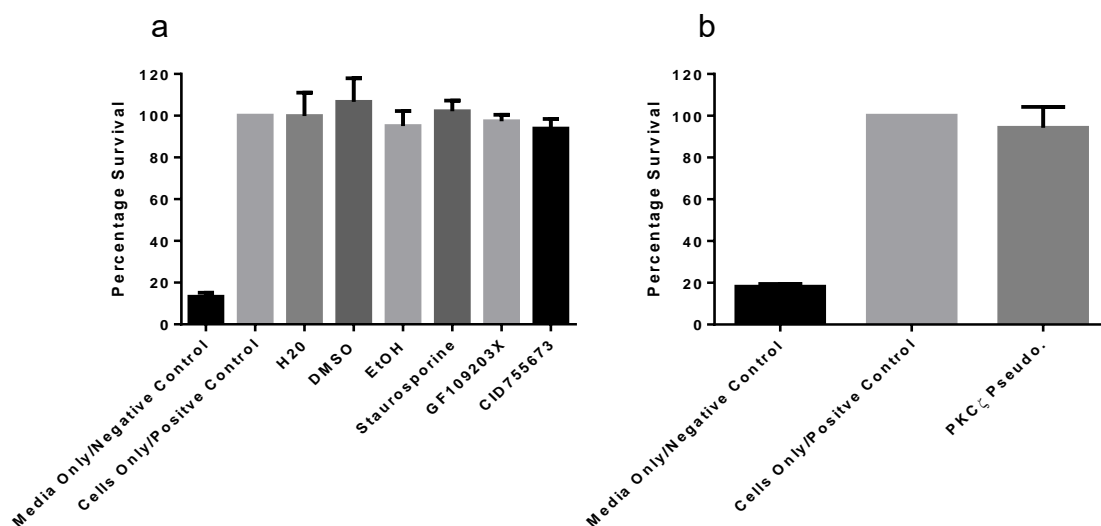 a
Percentage Survival
120
100
80
60
40
20
0
Media Only/Negative Control
Cells Only/Positve Control
H20
DMSO
EtOH
Staurosporine
GF109203X
CID755673
b
Percentage Survival
120
100
80
60
40
20
0
Media Only/Negative Control
Cells Only/Positve Control
PKCζ Pseudo.